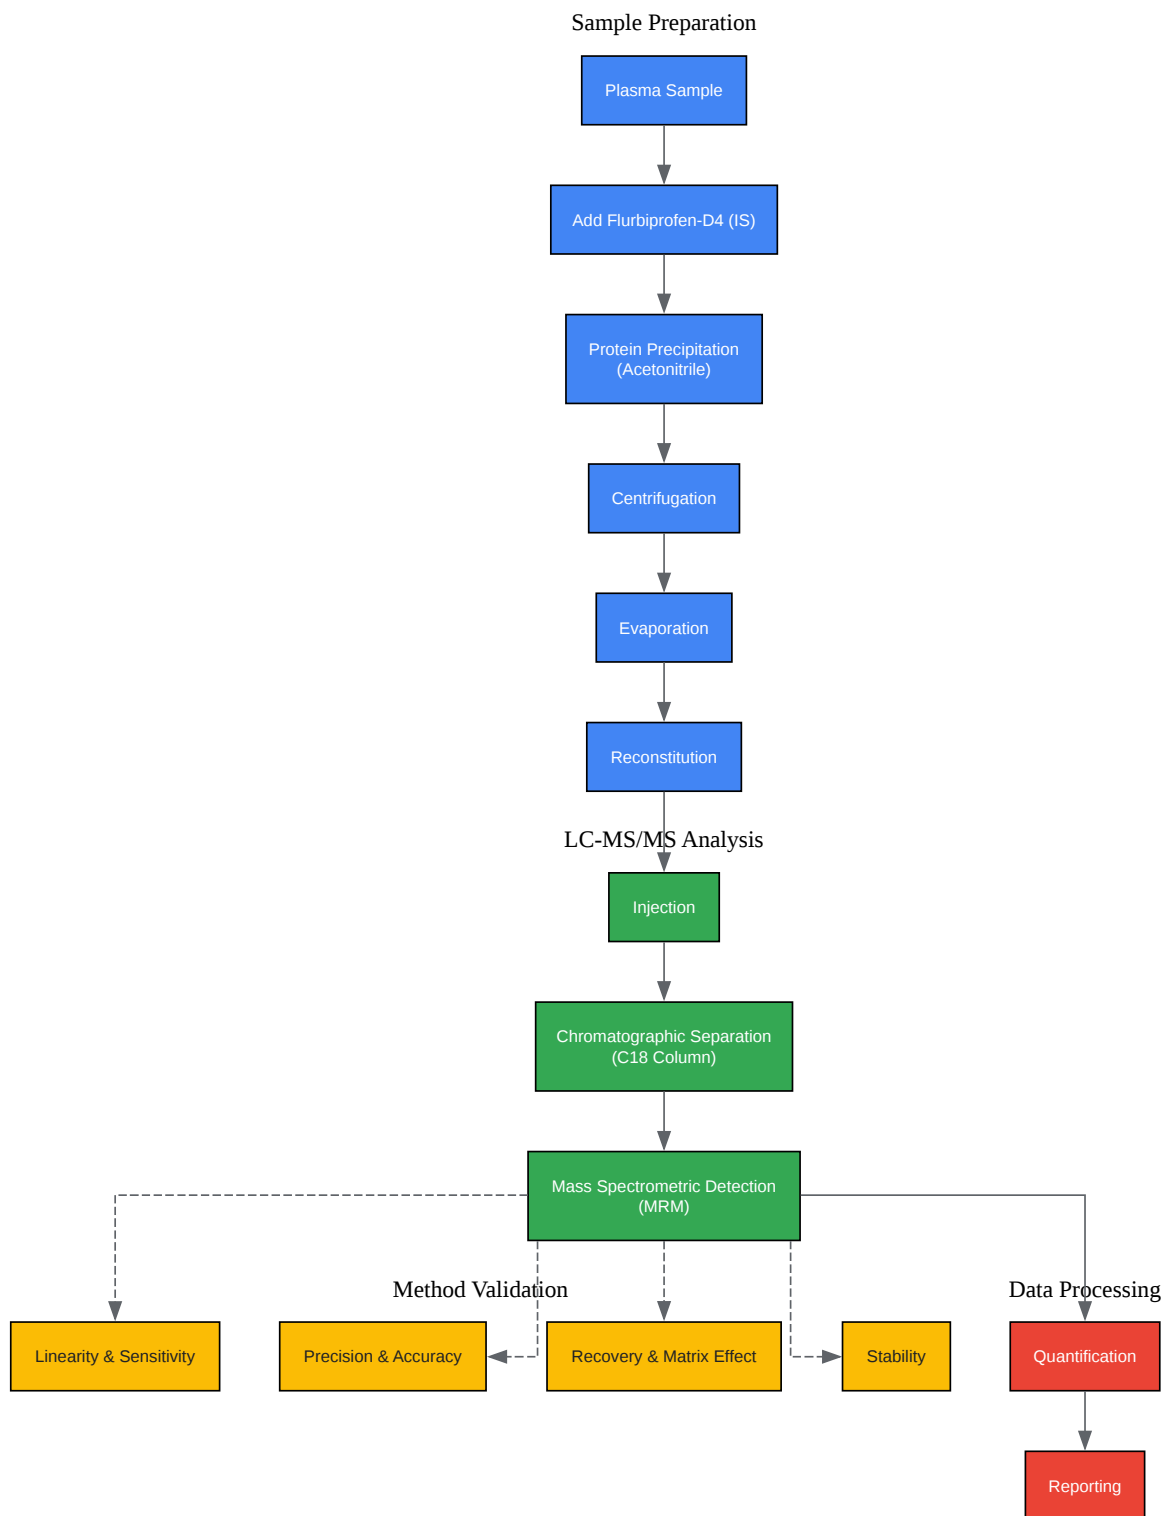 Sample Preparation
Plasma Sample
Add Flurbiprofen-D4 (IS)
Protein Precipitation
(Acetonitrile)
Centrifugation
Evaporation
Reconstitution
LC-MS/MS Analysis
Injection
Chromatographic Separation
(C18 Column)
Mass Spectrometric Detection
(MRM)
Method Validation
Data Processing
Linearity & Sensitivity
Precision & Accuracy
Recovery & Matrix Effect
Stability
Quantification
Reporting